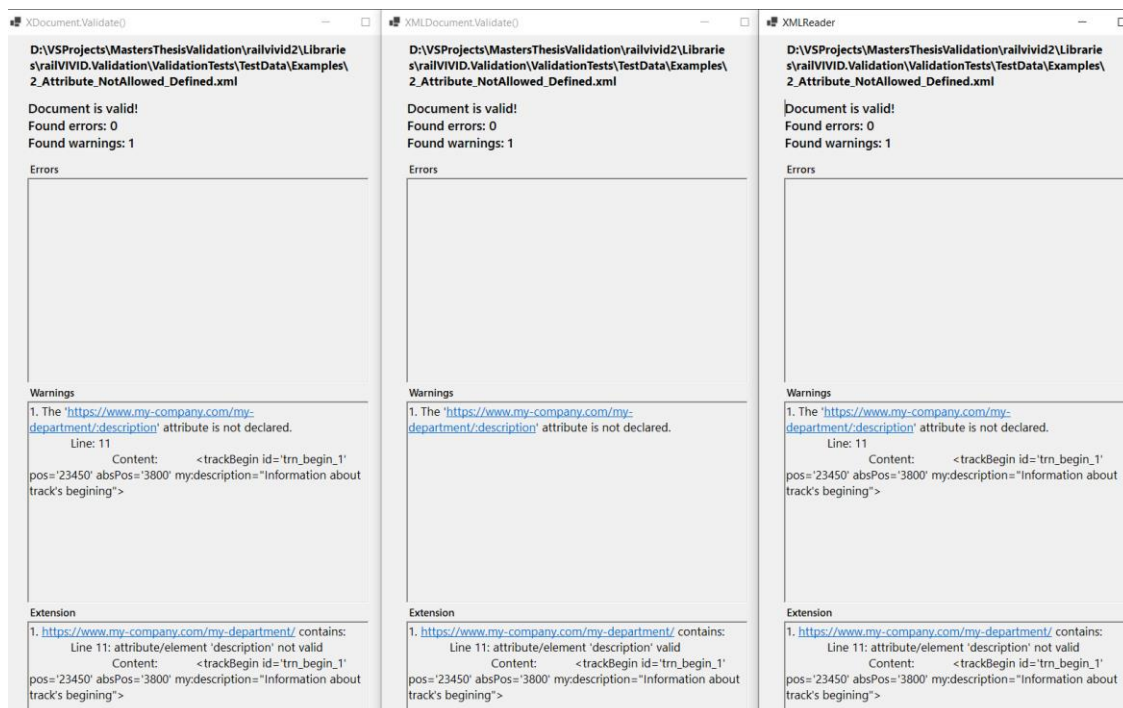 XDocument.Validate()
D:\VSProjects\MastersThesisValidation\railvivid2\Librarie
s\railVIVID.Validation\ValidationTests\TestData\Examples\
2_Attribute_NotAllowed_Defined.xml
Document is valid!
Found errors: 0
Found warnings: 1
Errors
Warnings
1. The 'https://www.my-company.com/my-
department/:description' attribute is not declared.
Line: 11
Content: <trackBegin id='trn_begin_1'
pos='23450' absPos='3800' my:description="Information about
track's begining">
Extension
1. https://www.my-company.com/my-department/ contains:
Line 11: attribute/element 'description' not valid
Content: <trackBegin id='trn_begin_1'
pos='23450' absPos='3800' my:description="Information about
track's begining">
XMLDocument.Validate()
D:\VSProjects\MastersThesisValidation\railvivid2\Librarie
s\railVIVID.Validation\ValidationTests\TestData\Examples\
2_Attribute_NotAllowed_Defined.xml
Document is valid!
Found errors: 0
Found warnings: 1
Errors
Warnings
1. The 'https://www.my-company.com/my-
department/:description' attribute is not declared.
Extension
1. https://www.my-company.com/my-department/ contains:
Line 11: attribute/element 'description' valid
Content: <trackBegin id='trn_begin_1'
pos='23450' absPos='3800' my:description="Information about
track's begining">
XMLReader
D:\VSProjects\MastersThesisValidation\railvivid2\Librarie
s\railVIVID.Validation\ValidationTests\TestData\Examples\
2_Attribute_NotAllowed_Defined.xml
Document is valid!
Found errors: 0
Found warnings: 1
Errors
Warnings
1. The 'https://www.my-company.com/my-
department/:description' attribute is not declared.
Line: 11
Content: <trackBegin id='trn_begin_1'
pos='23450' absPos='3800' my:description="Information about
track's begining">
Extension
1. https://www.my-company.com/my-department/ contains:
Line 11: attribute/element 'description' not valid
Content: <trackBegin id='trn_begin_1'
pos='23450' absPos='3800' my:description="Information about
track's begining">